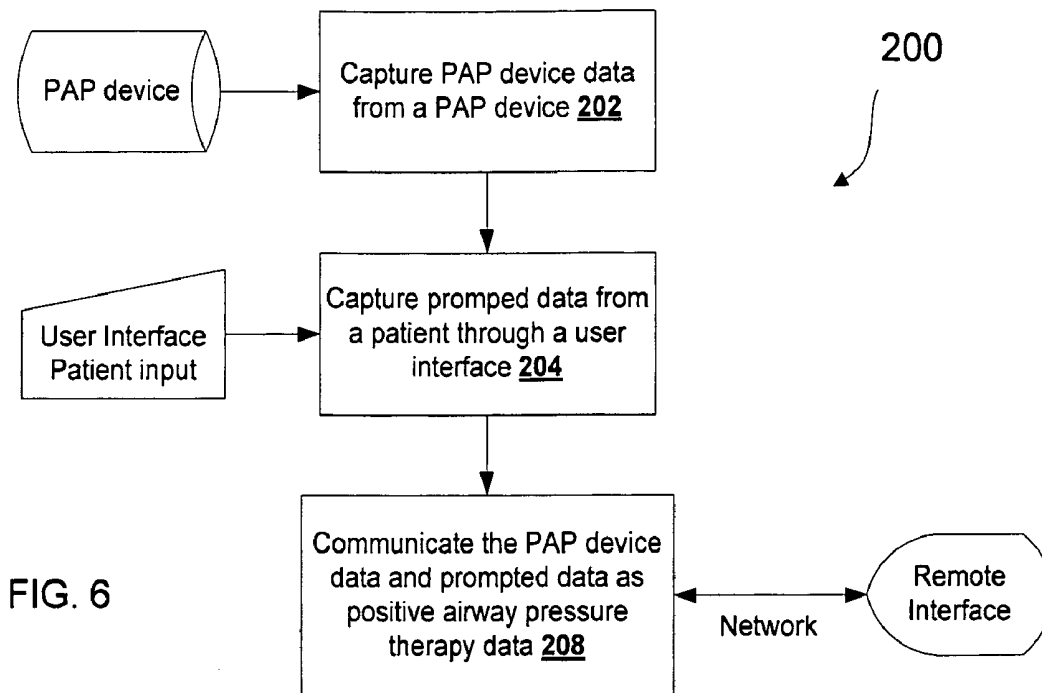 200
PAP device
Capture PAP device data
from a PAP device 202
User Interface
Patient input
Capture promped data from
a patient through a user
interface 204
Communicate the PAP device
data and prompted data as
positive airway pressure
therapy data 208
Network
Remote
Interface
FIG. 6